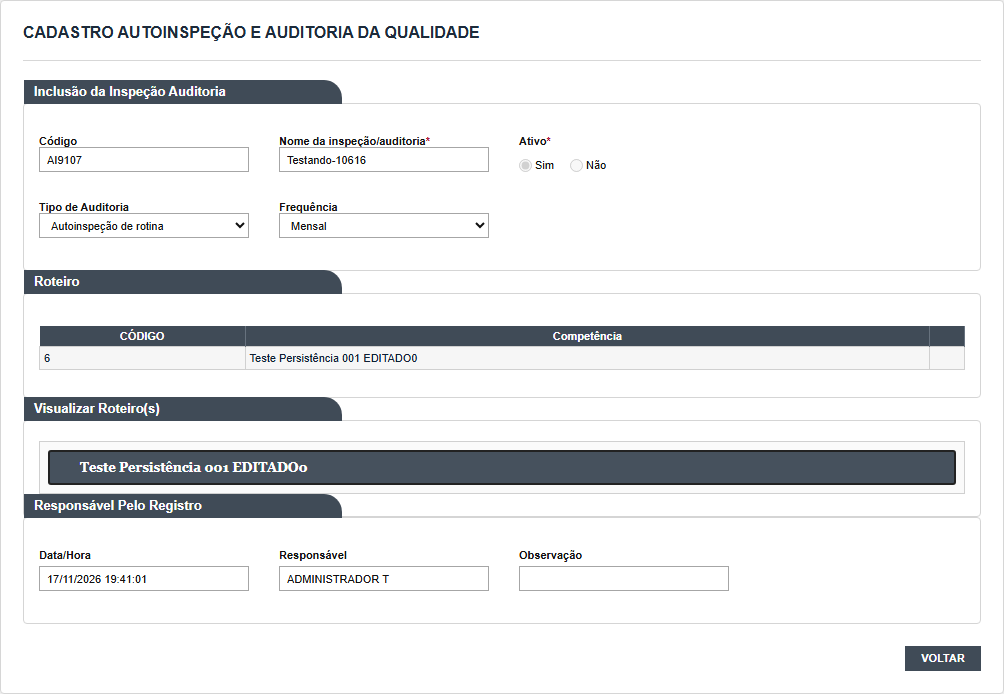 CADASTRO AUTOINSPEÇÃO E AUDITORIA DA QUALIDADE
Inclusão da Inspeção Auditoria
Código Nome da inspeção/auditoria* Ativo*
AI9107 Testando-10616 Sim Não
Tipo de Auditoria Frequência
Autoinspeção de rotina Mensal
Roteiro
CÓDIGO Competência
6 Teste Persistência 001 EDITADO0
Visualizar Roteiro(s)
Teste Persistência 001 EDITADO0
Responsável Pelo Registro
Data/Hora Responsável Observação
17/11/2026 19:41:01 ADMINISTRADOR T
VOLTAR